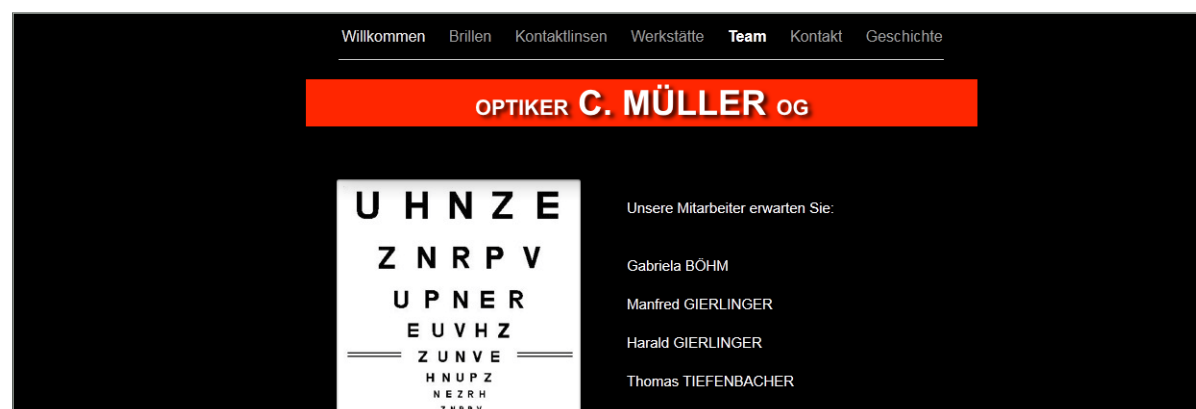 Willkommen Brillen Kontaktlinsen Werkstätte Team Kontakt Geschichte
OPTIKER C. MÜLLER OG
U H N Z E
Z N R P V
U P N E R
E U V H Z
Z U N V E
H N U P Z
N E Z R H
Unsere Mitarbeiter erwarten Sie:
Gabriela BÖHM
Manfred GIERLINGER
Harald GIERLINGER
Thomas TIEFENBACHER